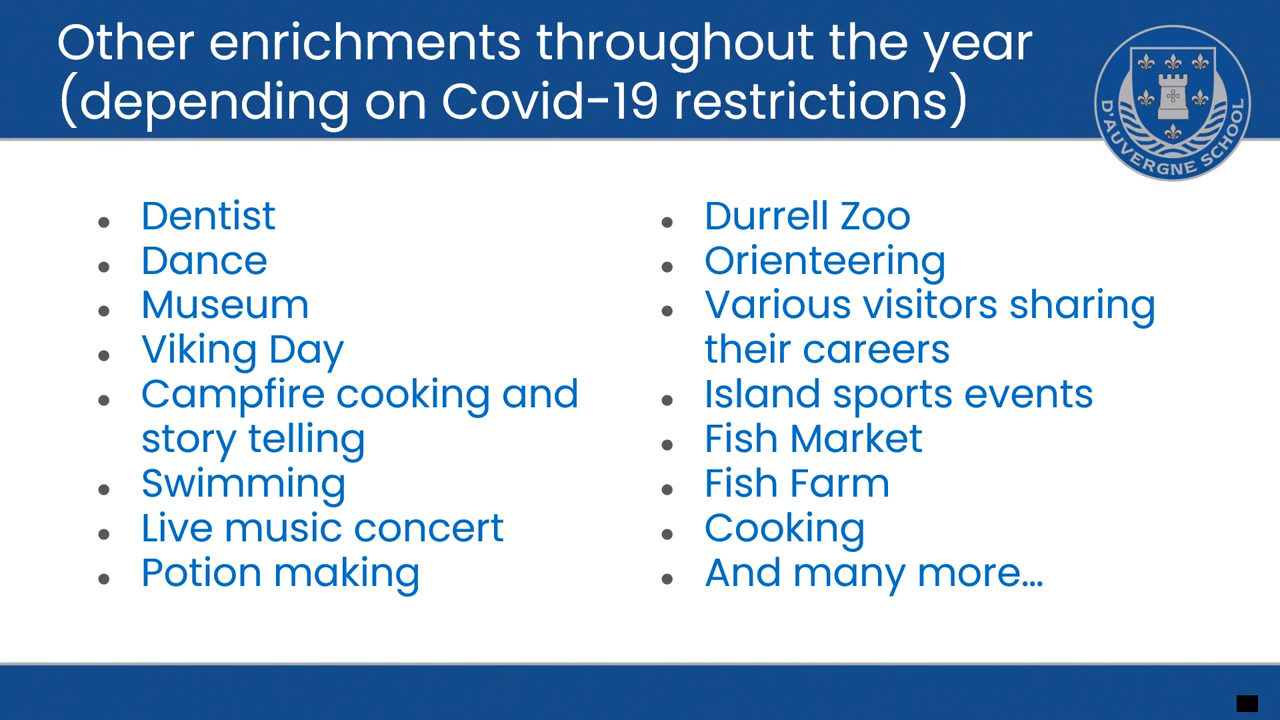 Other enrichments throughout the year
(depending on Covid-19 restrictions)
D'AUVERGNE SCHOOL
Dentist
Dance
Museum
Viking Day
Campfire cooking and
story telling
Swimming
Live music concert
Potion making
Durrell Zoo
Orienteering
Various visitors sharing
their careers
Island sports events
Fish Market
Fish Farm
Cooking
And many more…